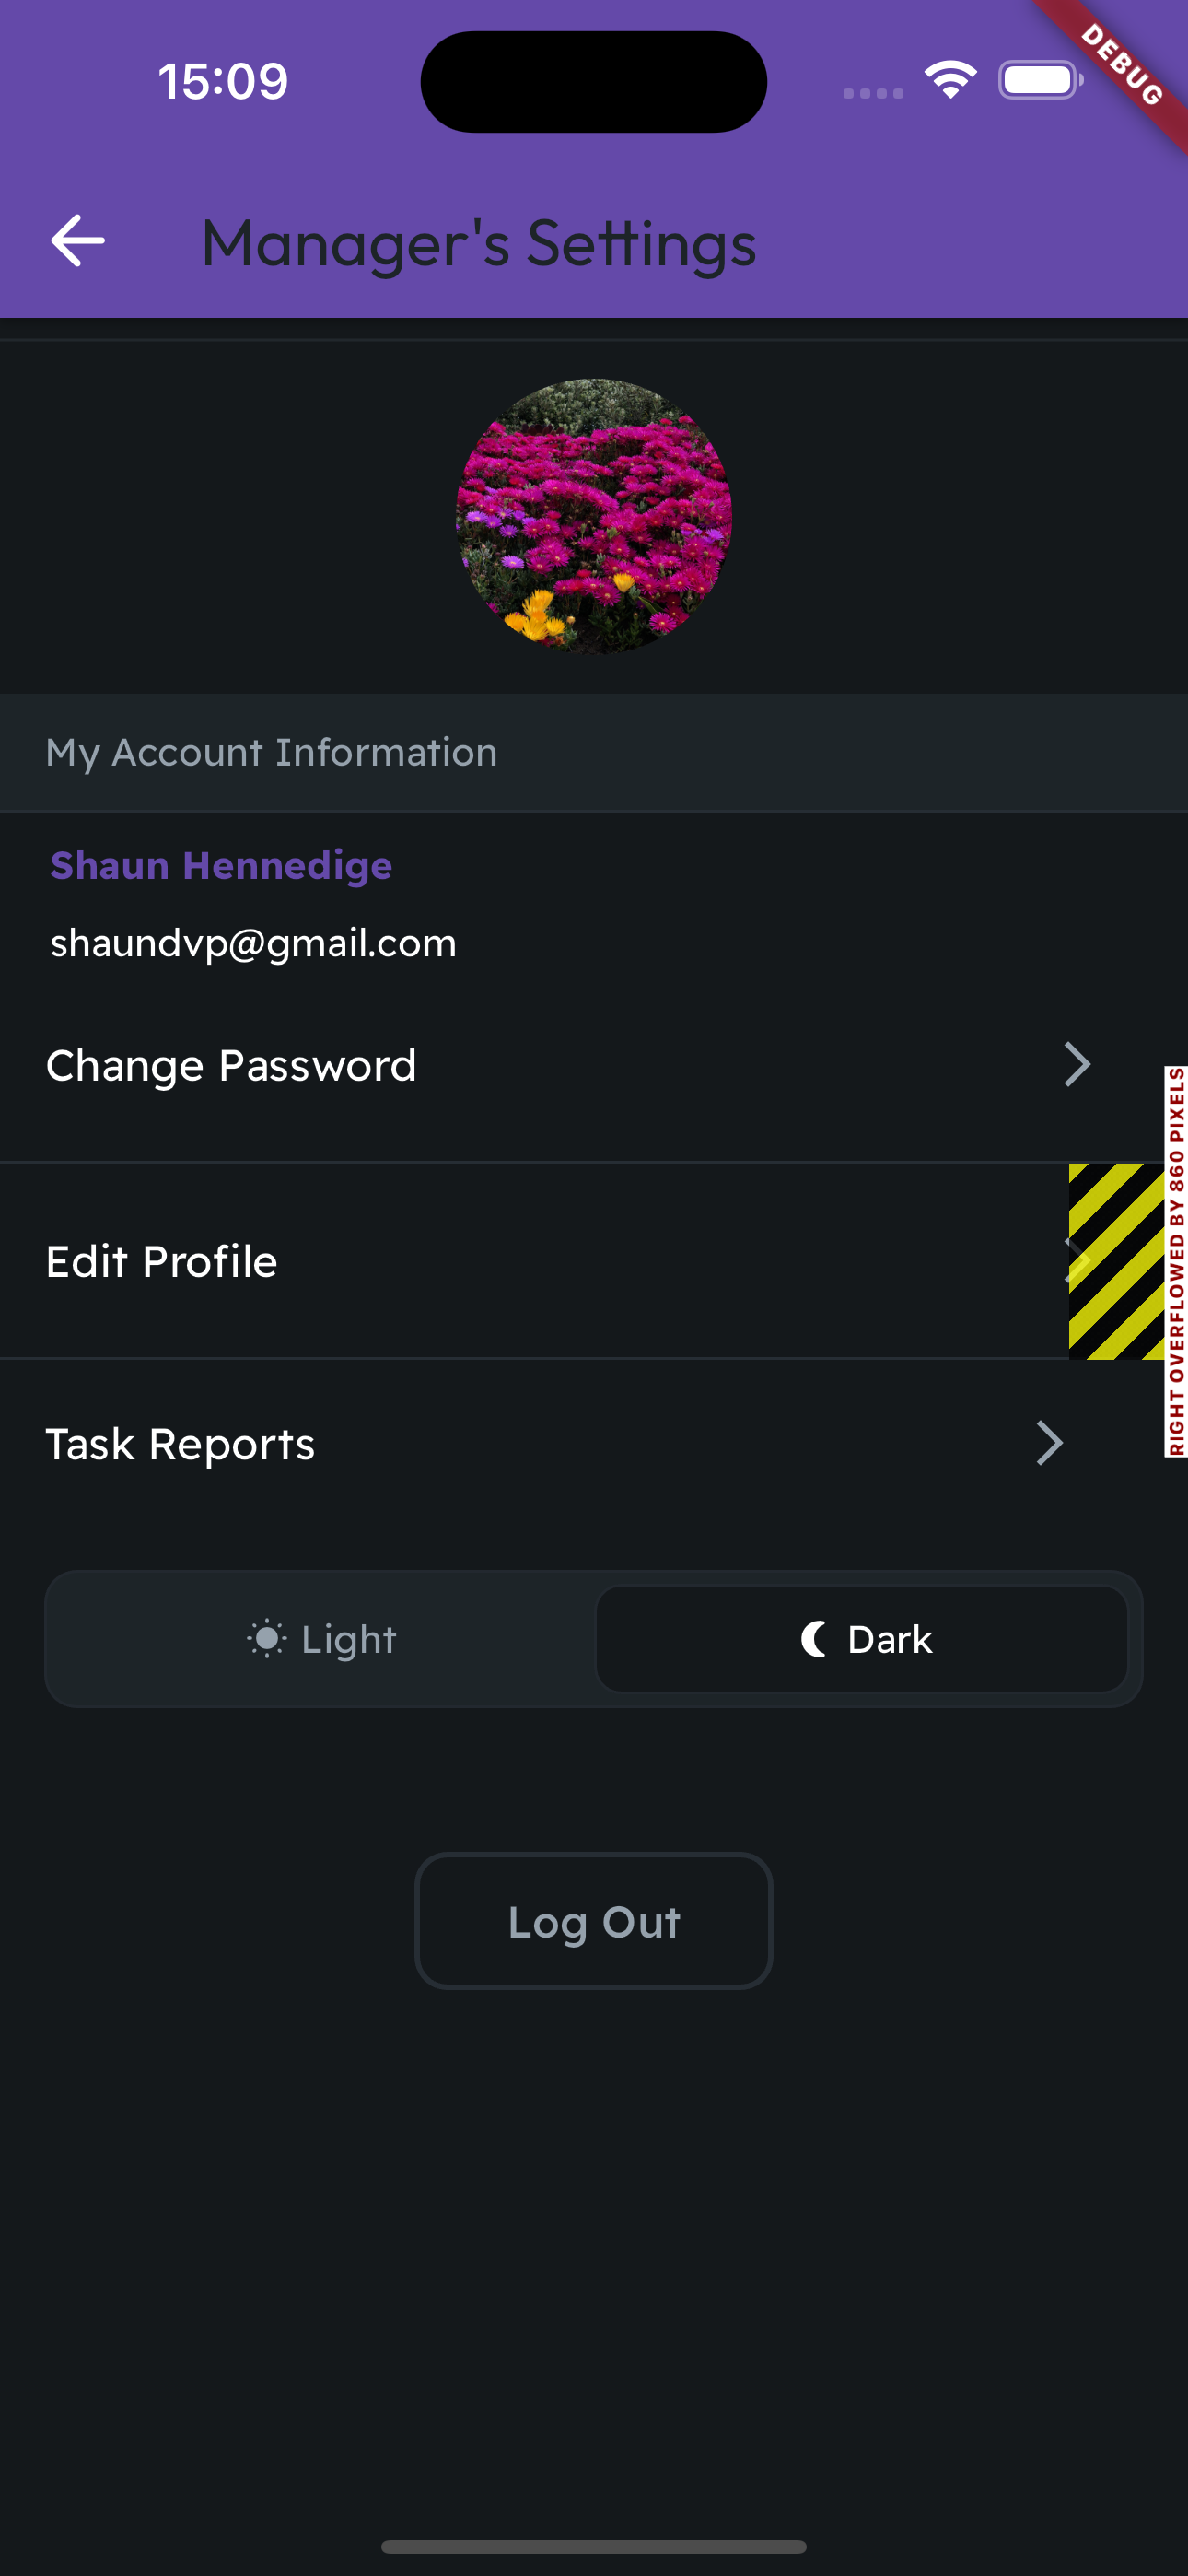 15:09
DEBUG
Manager's Settings
My Account Information
Shaun Hennedige
shaundvp@gmail.com
Change Password
RIGHT OVERFLOWED BY 860 PIXELS
Edit Profile
Task Reports
Light
Dark
Log Out